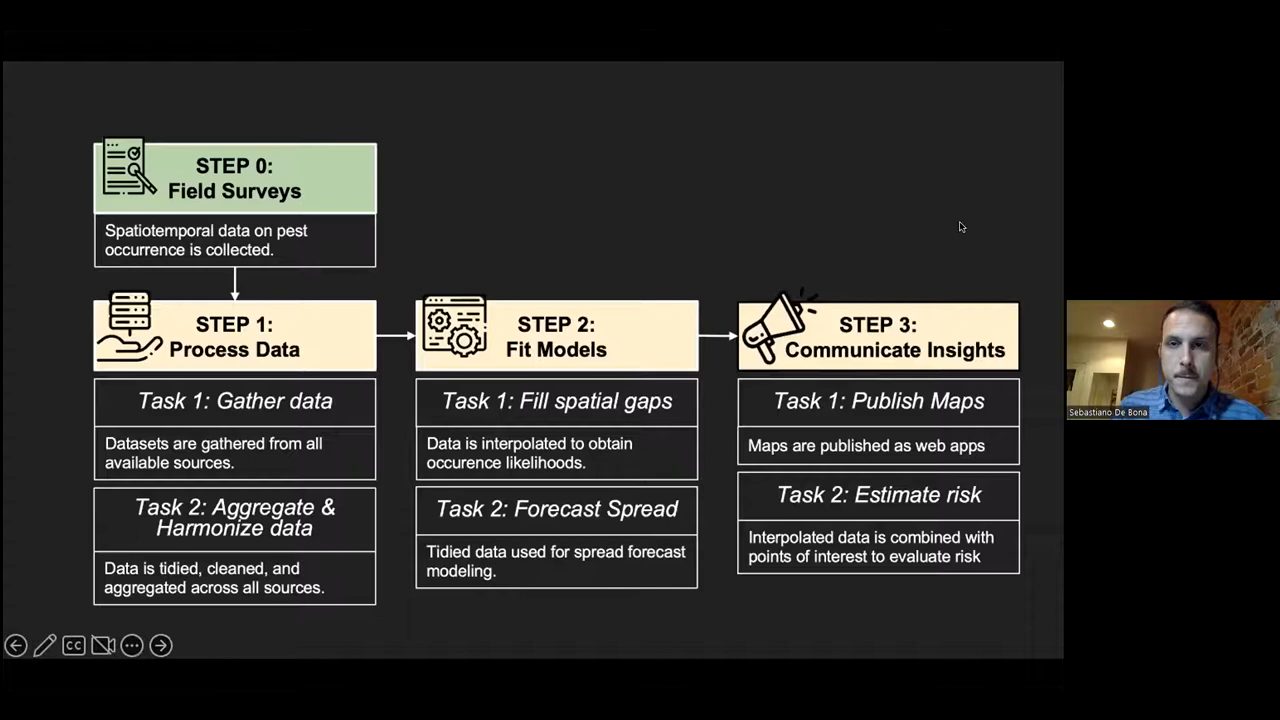 STEP 0:
Field Surveys
Spatiotemporal data on pest
occurrence is collected.
STEP 1:
Process Data
Task 1: Gather data
Datasets are gathered from all
available sources.
Task 2: Aggregate &
Harmonize data
Data is tidied, cleaned, and
aggregated across all sources.
STEP 2:
Fit Models
Task 1: Fill spatial gaps
Data is interpolated to obtain
occurence likelihoods.
Task 2: Forecast Spread
Tidied data used for spread forecast
modeling.
STEP 3:
Communicate Insights
Task 1: Publish Maps
Maps are published as web apps
Task 2: Estimate risk
Interpolated data is combined with
points of interest to evaluate risk
CC
Sebastiano De Bona